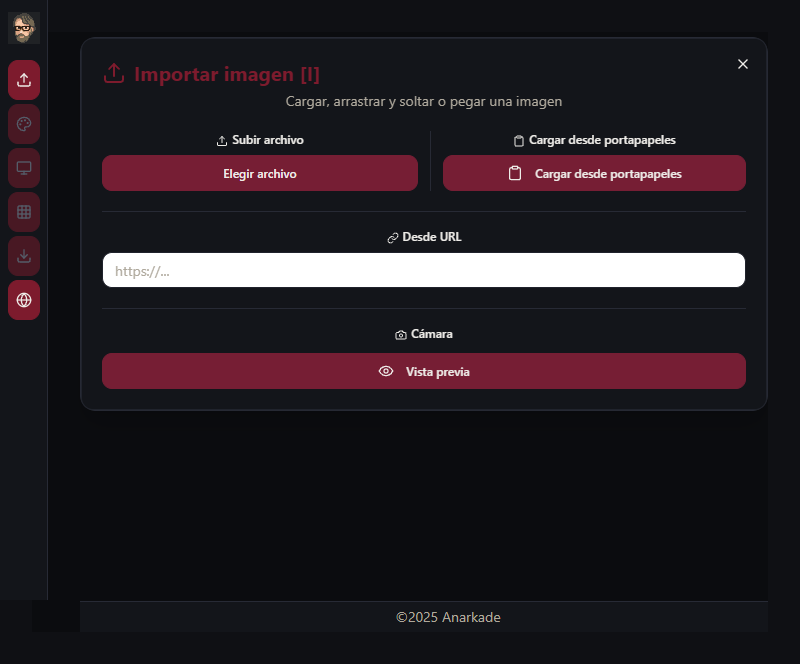 Importar imagen [I]
Cargar, arrastrar y soltar o pegar una imagen
Subir archivo
Elegir archivo
Cargar desde portapapeles
Cargar desde portapapeles
Desde URL
https://...
Cámara
Vista previa
©2025 Anarkade